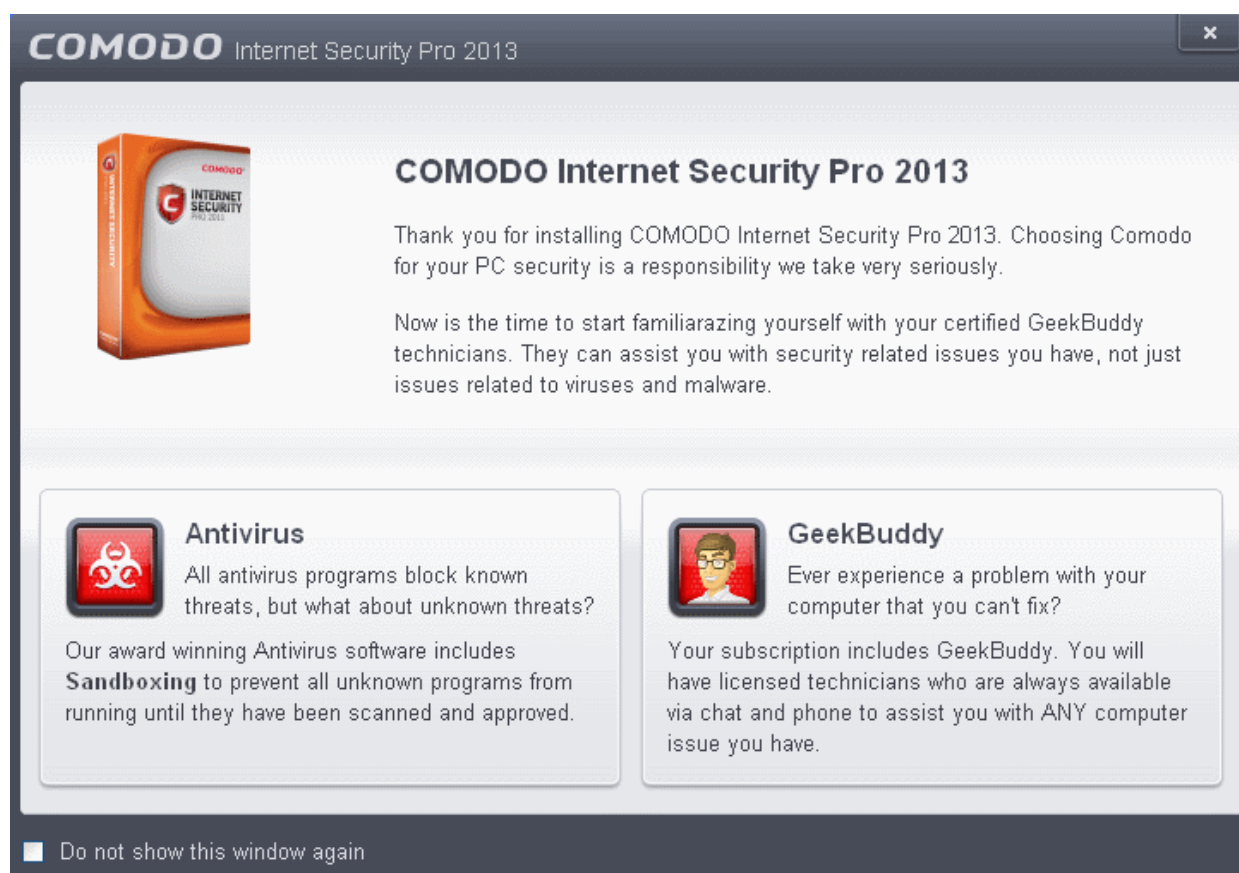 COMODO Internet Security Pro 2013
COMODO
INTERNET
SECURITY
PRO 2013
INTERNET SECURITY
COMODO Internet Security Pro 2013
Thank you for installing COMODO Internet Security Pro 2013. Choosing Comodo
for your PC security is a responsibility we take very seriously.
Now is the time to start familiarazing yourself with your certified GeekBuddy
technicians. They can assist you with security related issues you have, not just
issues related to viruses and malware.
Antivirus
All antivirus programs block known
threats, but what about unknown threats?
Our award winning Antivirus software includes
Sandboxing to prevent all unknown programs from
running until they have been scanned and approved.
GeekBuddy
Ever experience a problem with your
computer that you can't fix?
Your subscription includes GeekBuddy. You will
have licensed technicians who are always available
via chat and phone to assist you with ANY computer
issue you have.
Do not show this window again